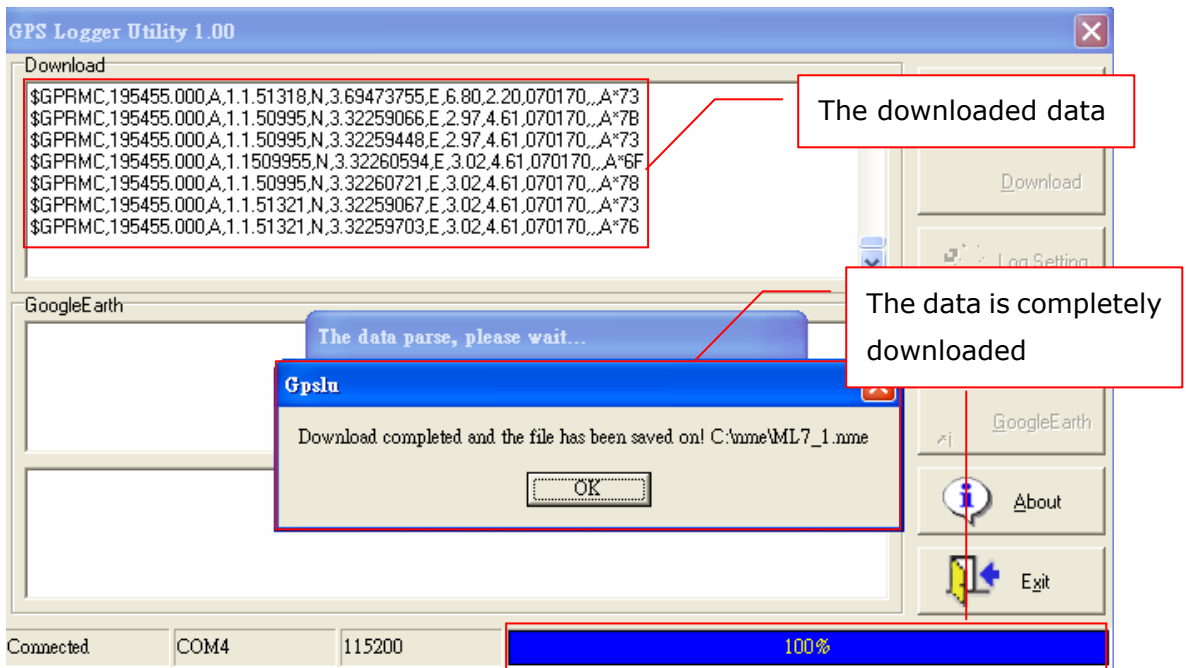 GPS Logger Utility 1.00
Download
$GPRMC,195455.000,A,1.1.51318,N,3.69473755,E,6.80,2.20,070170,,,A*73
$GPRMC,195455.000,A,1.1.50995,N,3.32259066,E,2.97,4.61,070170,,,A*7B
$GPRMC,195455.000,A,1.1.50995,N,3.32259448,E,2.97,4.61,070170,,,A*73
$GPRMC,195455.000,A,1.1509955,N,3.32260594,E,3.02,4.61,070170,,,A*6F
$GPRMC,195455.000,A,1.1.50995,N,3.32260721,E,3.02,4.61,070170,,,A*78
$GPRMC,195455.000,A,1.1.51321,N,3.32259067,E,3.02,4.61,070170,,,A*73
$GPRMC,195455.000,A,1.1.51321,N,3.32259703,E,3.02,4.61,070170,,,A*76
The downloaded data
Download
Log Setting
The data is completely
downloaded
GoogleEarth
The data parse, please wait...
Gpslu
Download completed and the file has been saved on! C:\nme\ML7_1.nme
OK
GoogleEarth
About
Exit
Connected
COM4
115200
100%